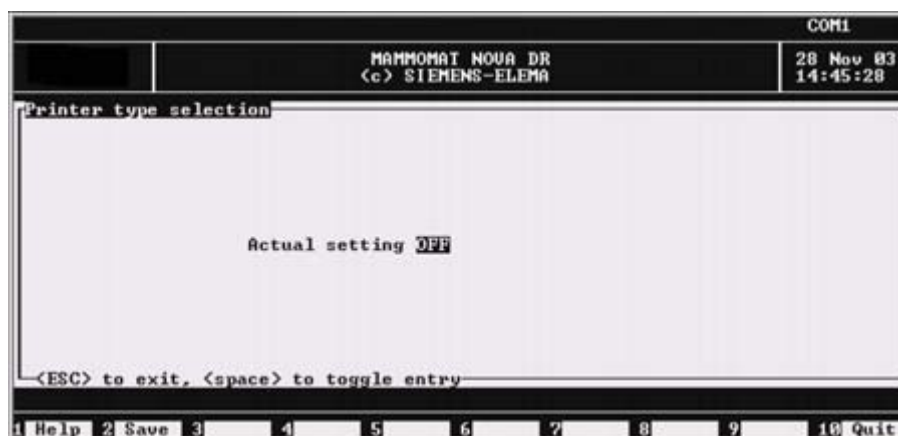 COM1
MAMMOMAT NOVA DR
(c) SIEMENS-ELEMA
28 Nov 03
14:45:28
Printer type selection
Actual setting OFF
<ESC> to exit, <space> to toggle entry
1 Help 2 Save 3 4 5 6 7 8 9 10 Quit